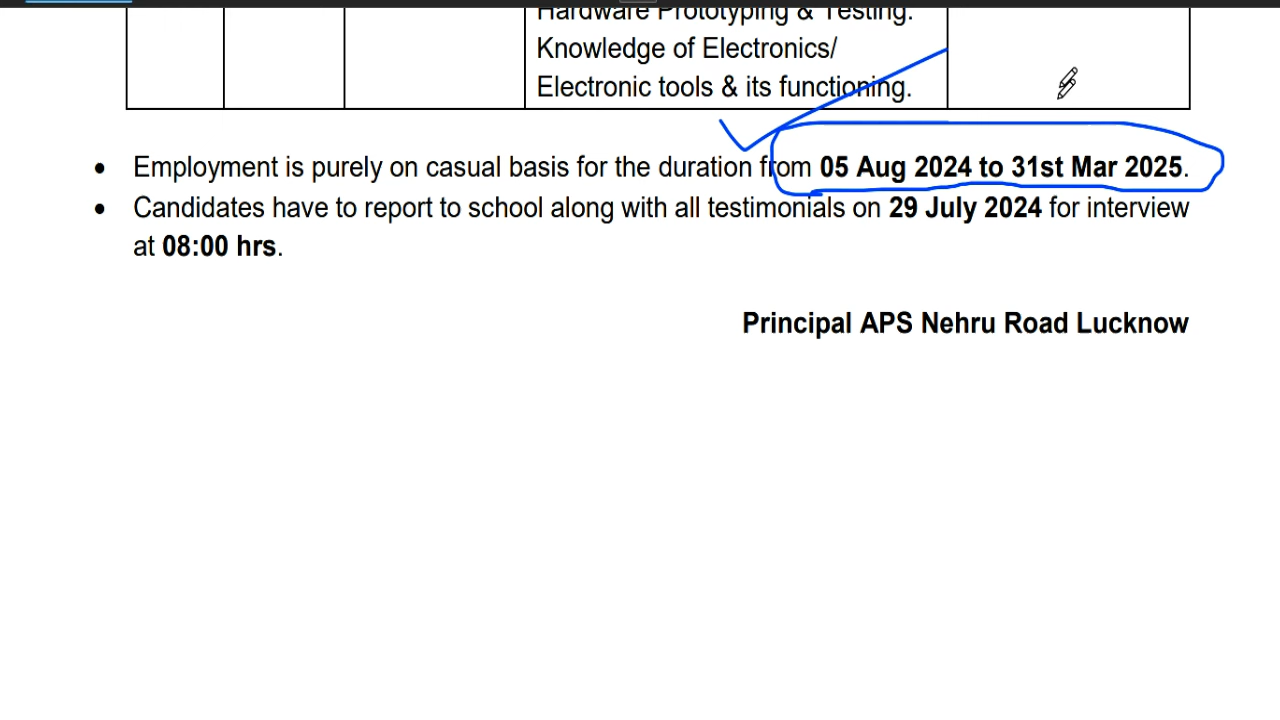 Hardware Prototyping & Testing.
Knowledge of Electronics/
Electronic tools & its functioning.
• Employment is purely on casual basis for the duration from 05 Aug 2024 to 31st Mar 2025.
• Candidates have to report to school along with all testimonials on 29 July 2024 for interview
at 08:00 hrs.
Principal APS Nehru Road Lucknow